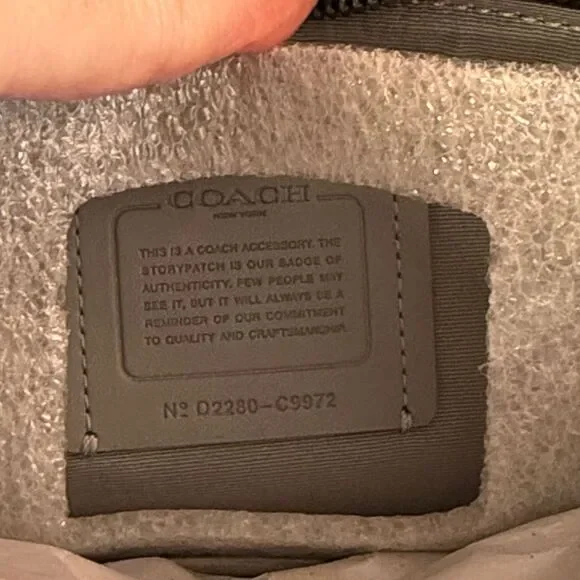 COACH
NEW YORK
THIS IS A COACH ACCESSORY. THE
STORYPATCH IS OUR BADGE OF
AUTHENTICITY. FEW PEOPLE MAY
SEE IT, BUT IT WILL ALWAYS BE A
REMINDER OF OUR COMMITMENT
TO QUALITY AND CRAFTSMANSHIP.
Nº D2280-C9972